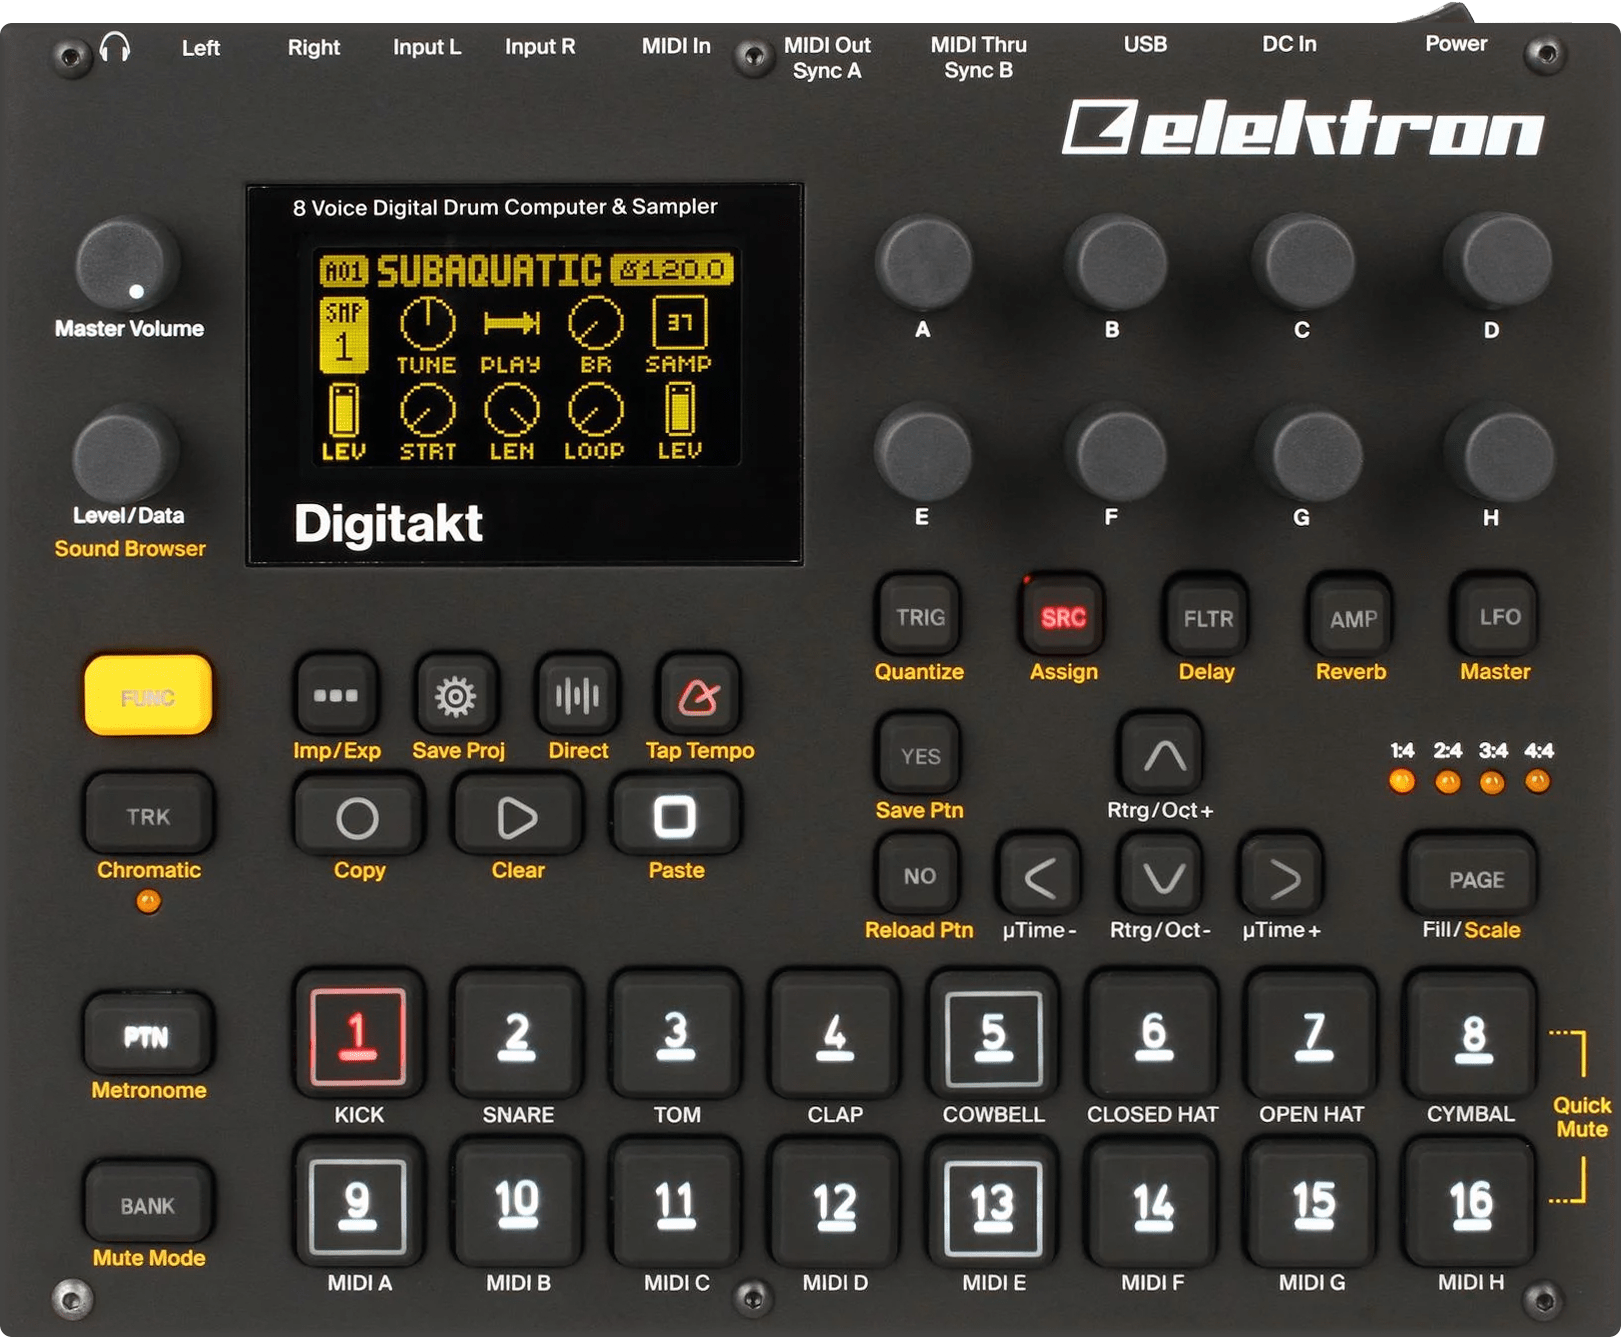 Left Right Input L Input R MIDI In MIDI Out MIDI Thru USB DC In Power
Sync A Sync B
elektron
8 Voice Digital Drum Computer & Sampler
A01 SUBAQUATIC 120.0
SMP
1
37
TUNE PLAY BR SAMP
LEV STRT LEN LOOP LEV
Digitakt
Master Volume
Level/Data
Sound Browser
A B C D
E F G H
TRIG SRC FLTR AMP LFO
Quantize Assign Delay Reverb Master
FUNC
Imp/Exp Save Proj Direct Tap Tempo
YES
Save Ptn
Rtrg/Oct+
1:4 2:4 3:4 4:4
TRK
Chromatic
Copy Clear Paste
NO PAGE
Reload Ptn µTime- Rtrg/Oct- µTime+ Fill/Scale
PTN
Metronome
1 2 3 4 5 6 7 8
KICK SNARE TOM CLAP COWBELL CLOSED HAT OPEN HAT CYMBAL
Quick
Mute
BANK
Mute Mode
9 10 11 12 13 14 15 16
MIDI A MIDI B MIDI C MIDI D MIDI E MIDI F MIDI G MIDI H